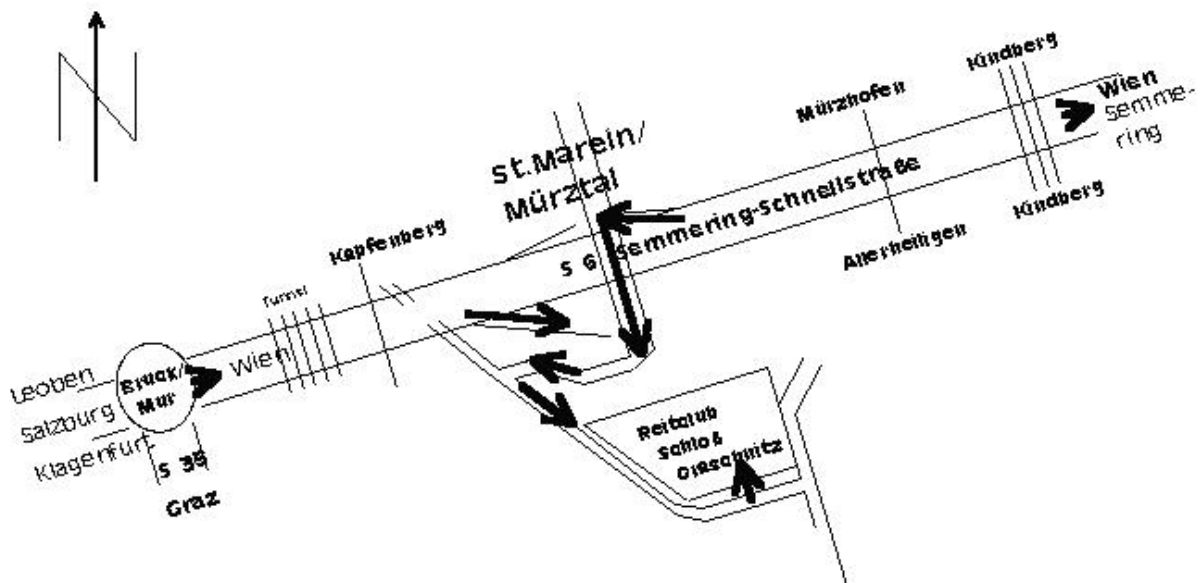 N
Kindberg
Wien
Semme-
ring
Mürzhofen
St.Marein/
Mürztal
S 6 Semmering-Schnellstraße
Kindberg
Allerheiligen
Kapfenberg
Tunnel
Wien
Bruck/
Mur
Leoben
Salzburg
Klagenfurt
S 35
Graz
Reitclub
Schloß